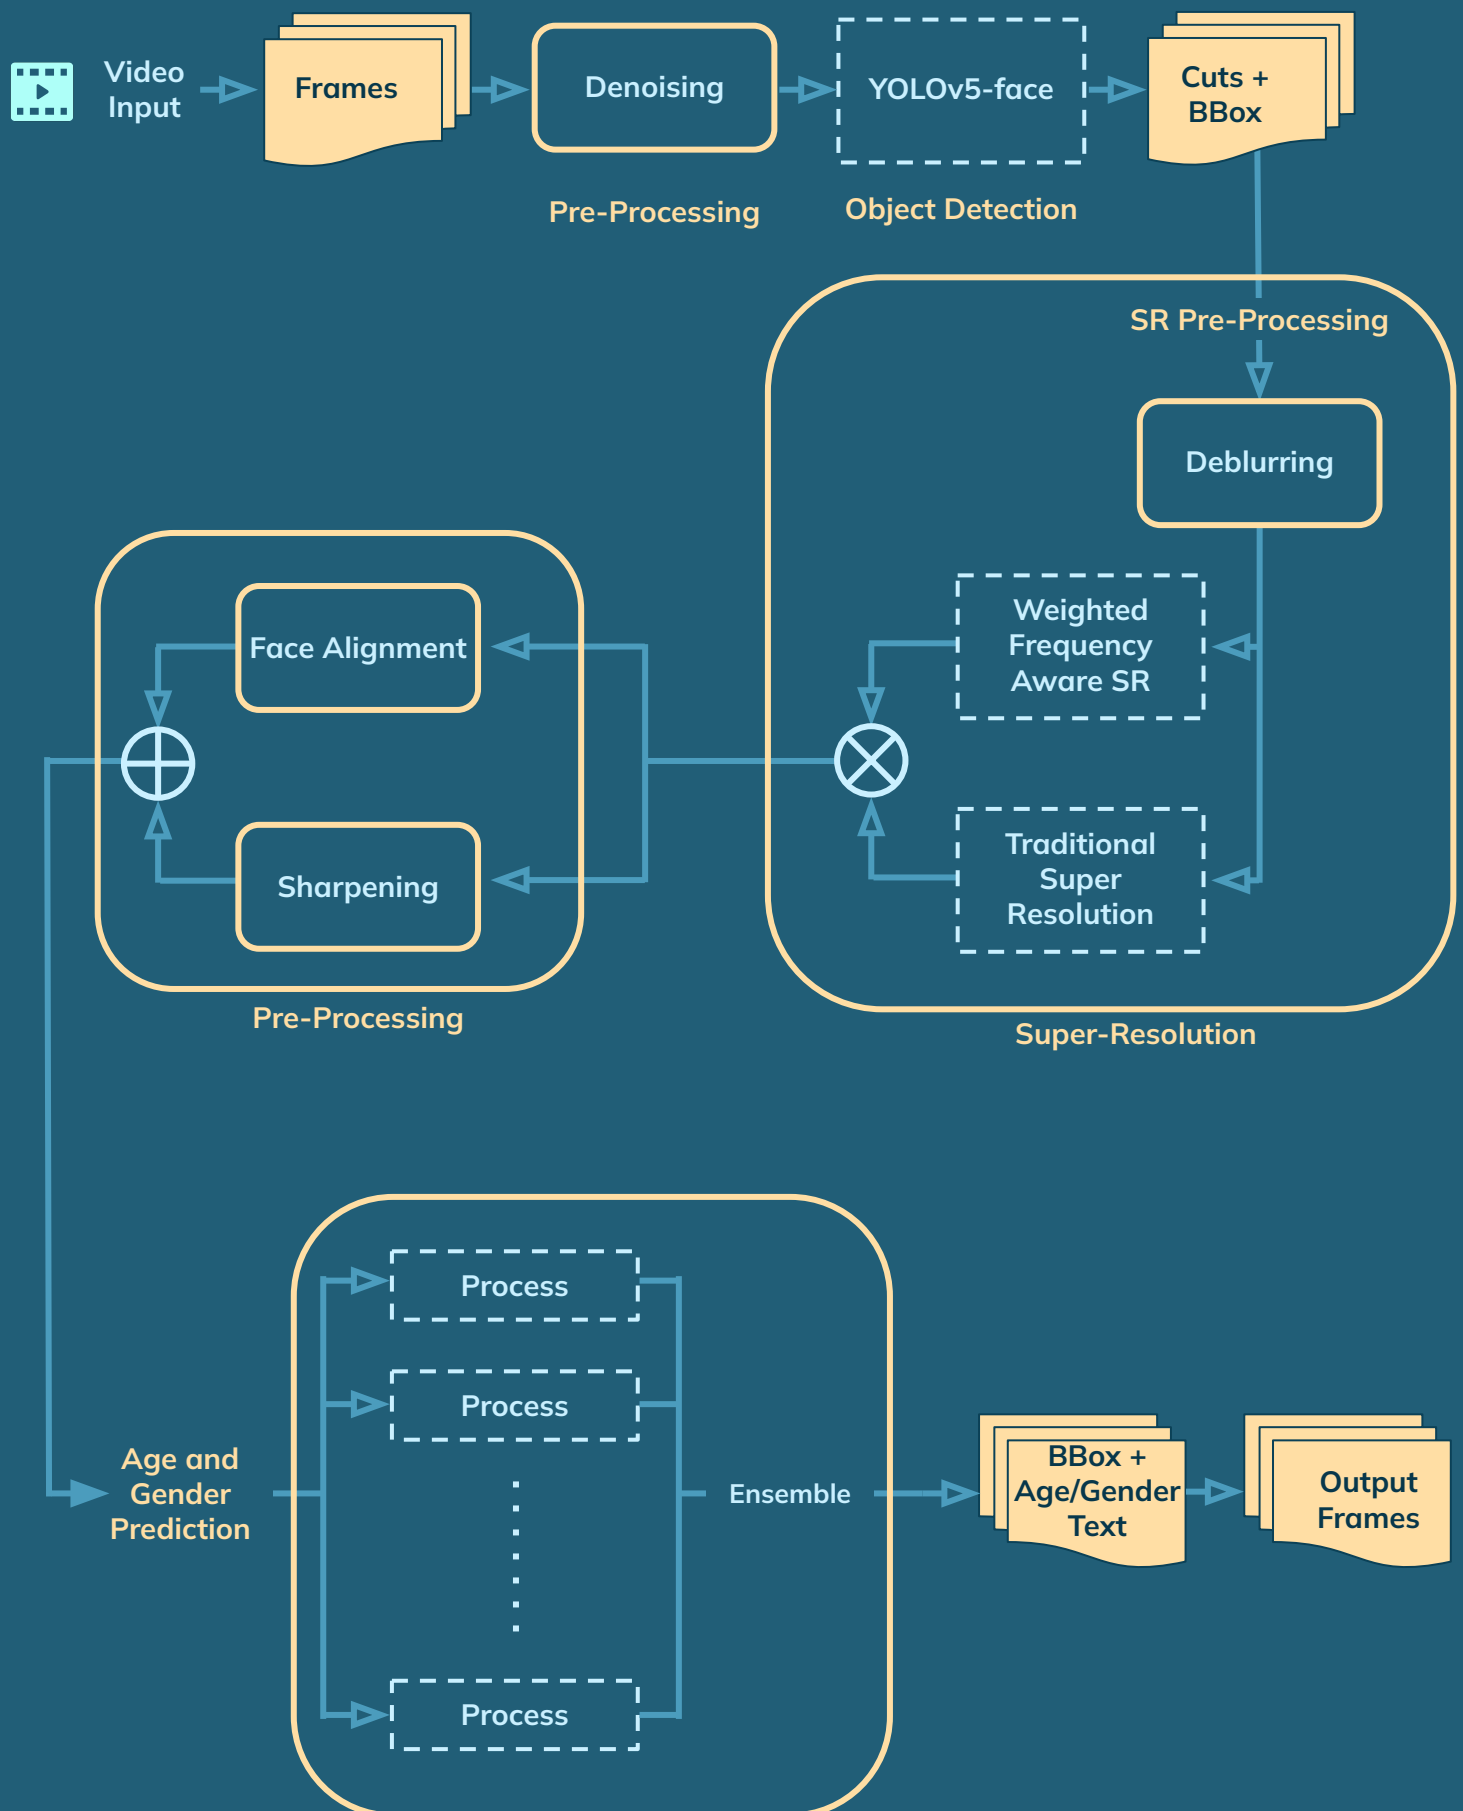 Video
Input
Frames
Denoising
YOLOv5-face
Cuts +
BBox
Pre-Processing
Object Detection
SR Pre-Processing
Deblurring
Weighted
Frequency
Aware SR
Face Alignment
Traditional
Super
Resolution
Sharpening
Pre-Processing
Super-Resolution
Process
Process
Age and
Gender
Prediction
Ensemble
BBox +
Age/Gender
Text
Output
Frames
Process